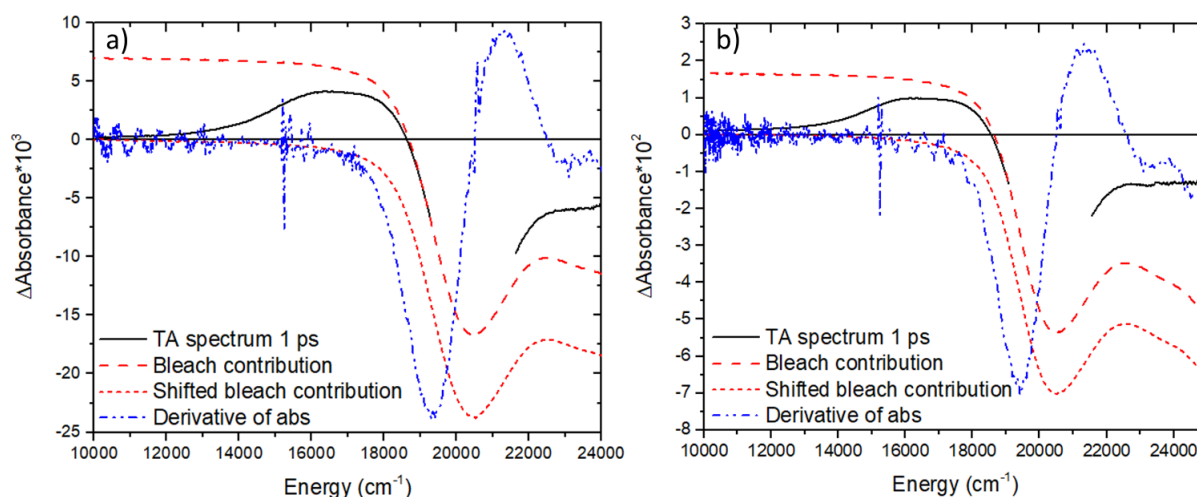 a)
ΔAbsorbance*10³
10
5
0
-5
-10
-15
-20
-25
TA spectrum 1 ps
Bleach contribution
Shifted bleach contribution
Derivative of abs
10000 12000 14000 16000 18000 20000 22000 24000
Energy (cm⁻¹)
b)
ΔAbsorbance*10²
3
2
1
0
-1
-2
-3
-4
-5
-6
-7
-8
TA spectrum 1 ps
Bleach contribution
Shifted bleach contribution
Derivative of abs
10000 12000 14000 16000 18000 20000 22000 24000
Energy (cm⁻¹)